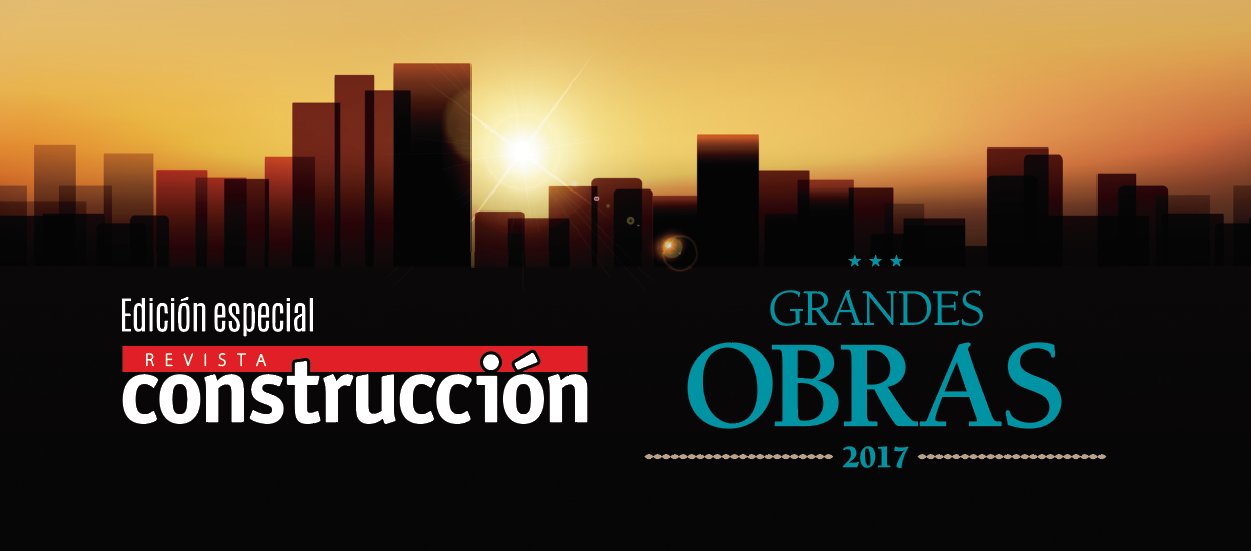 Edición especial
REVISTA
construcción
GRANDES
OBRAS
2017